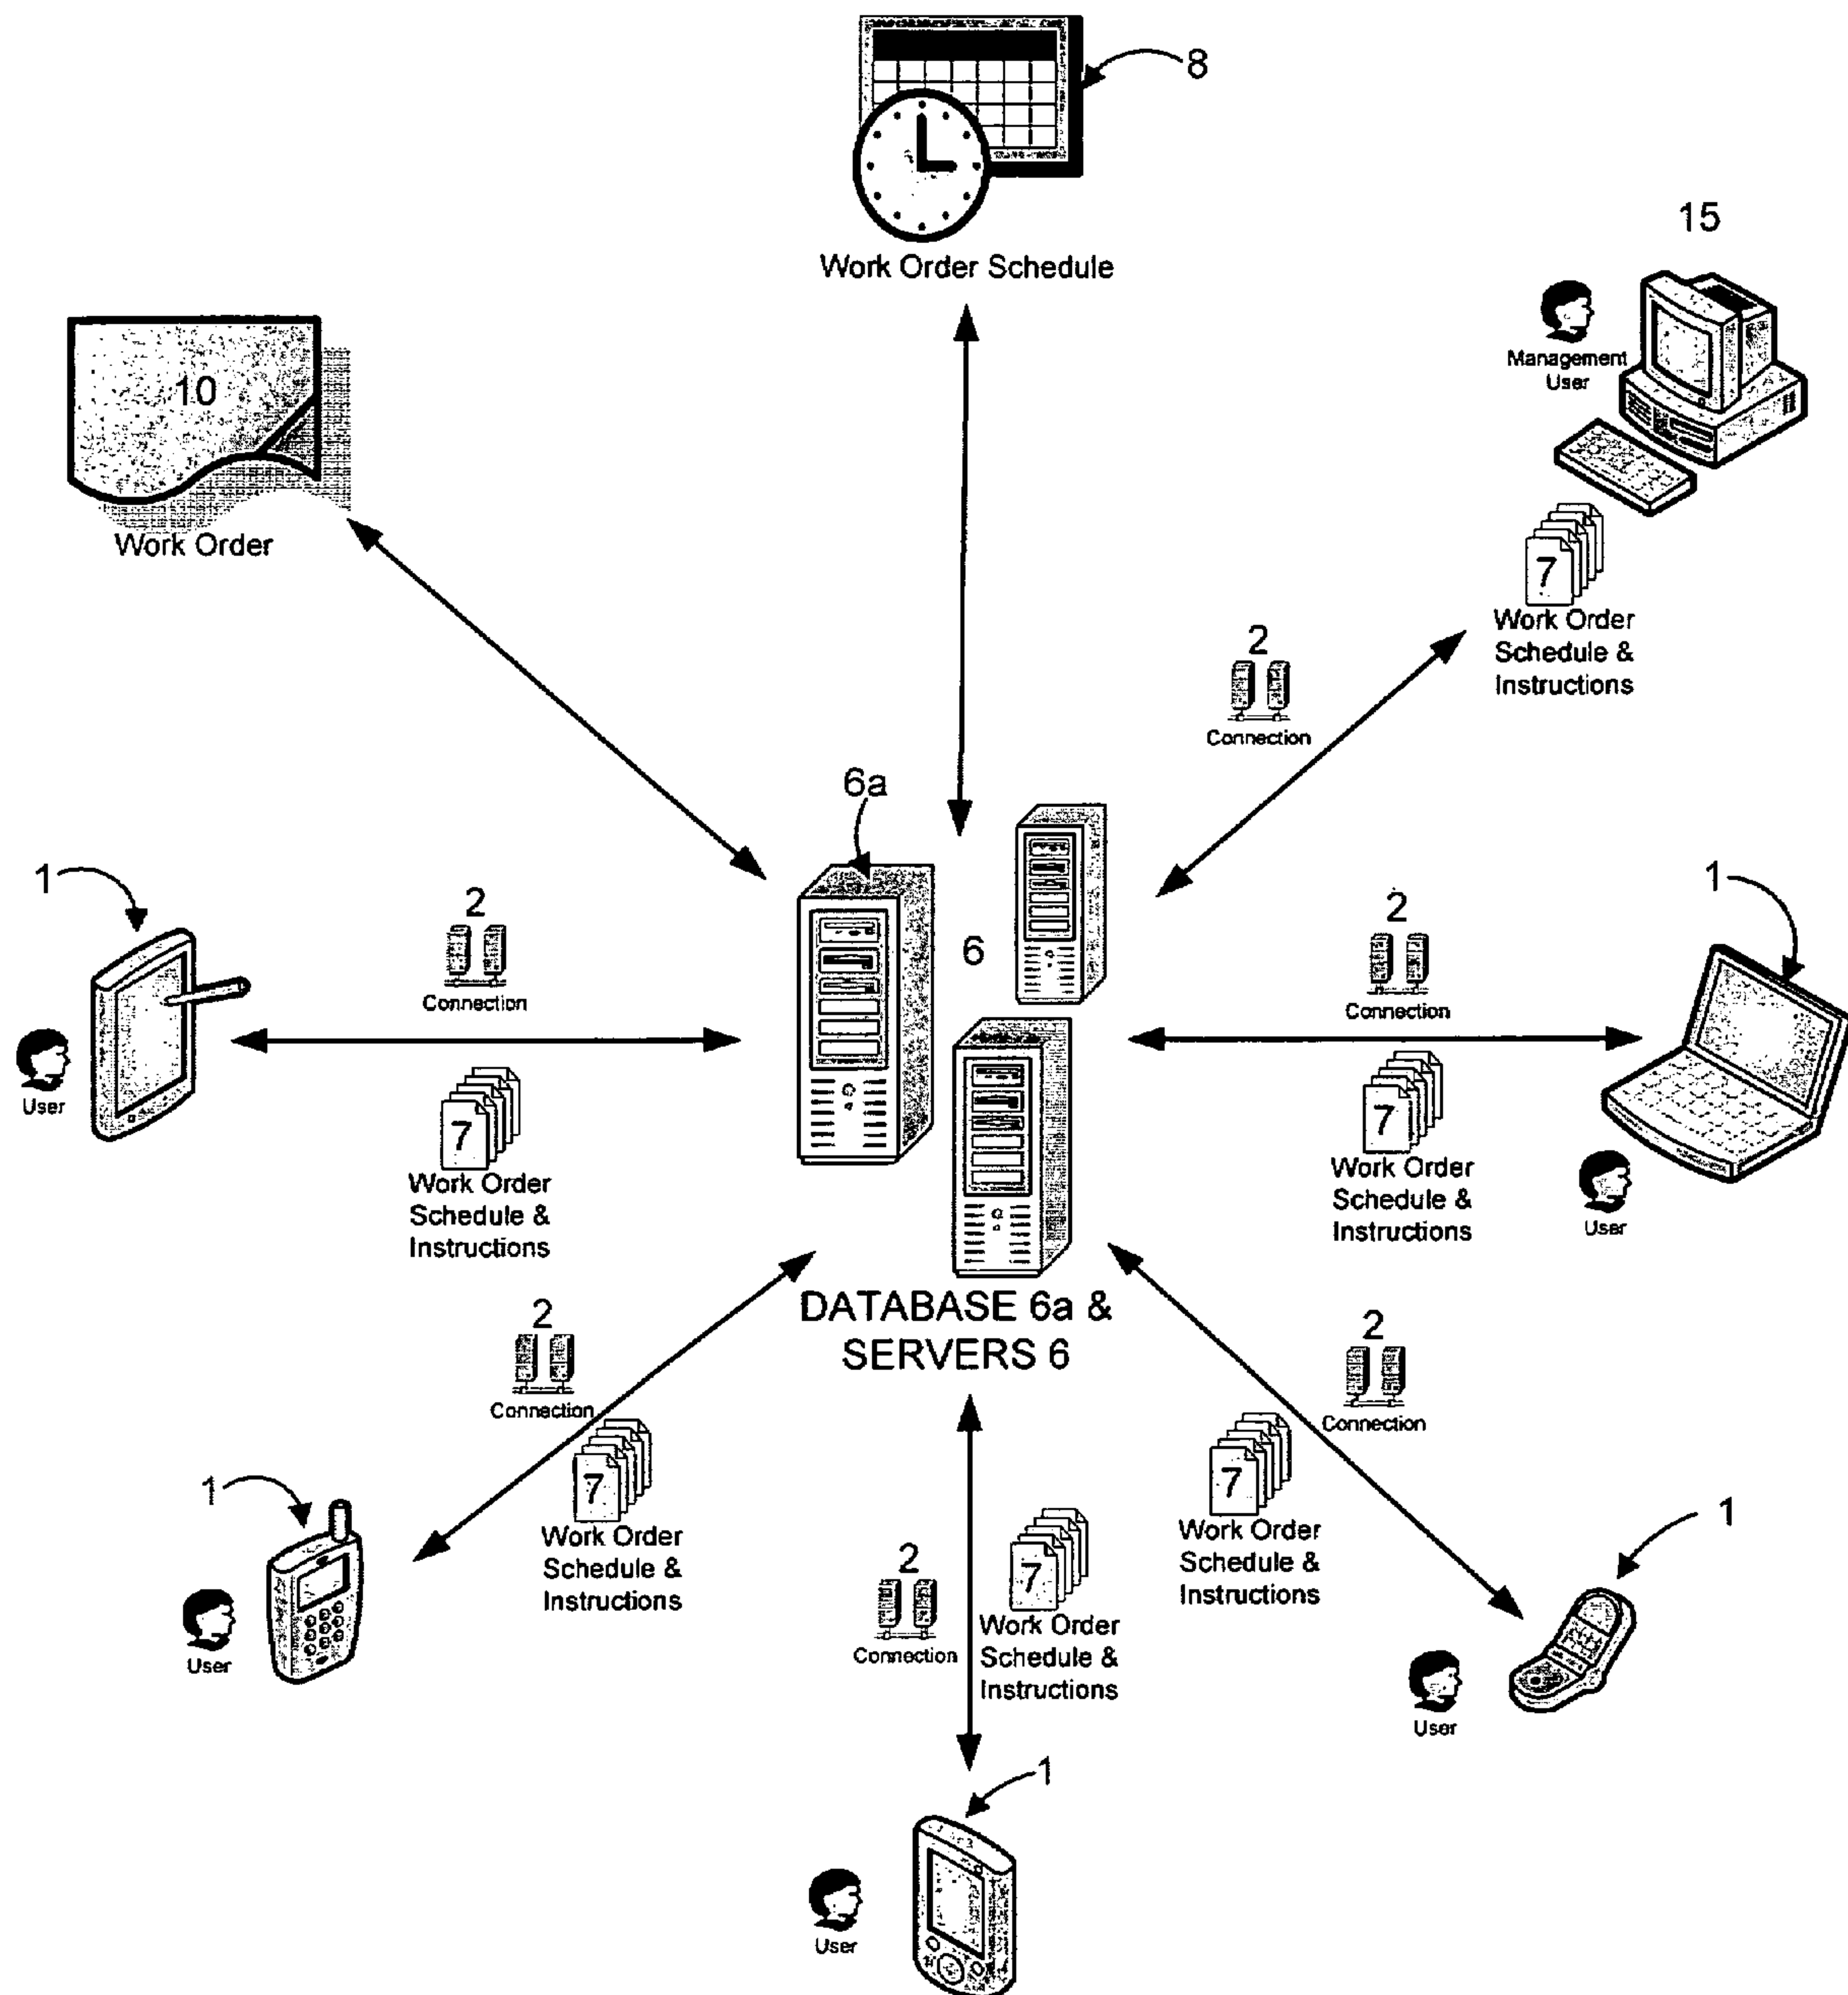 8
Work Order Schedule
15
Management
User
10
Work Order
7
Work Order
Schedule &
Instructions
2
Connection
6a
6
1
2
Connection
User
7
Work Order
Schedule &
Instructions
1
2
Connection
7
Work Order
Schedule &
Instructions
User
DATABASE 6a &
SERVERS 6
2
Connection
7
Work Order
Schedule &
Instructions
1
User
2
Connection
7
Work Order
Schedule &
Instructions
2
Connection
7
Work Order
Schedule &
Instructions
1
User
1
User